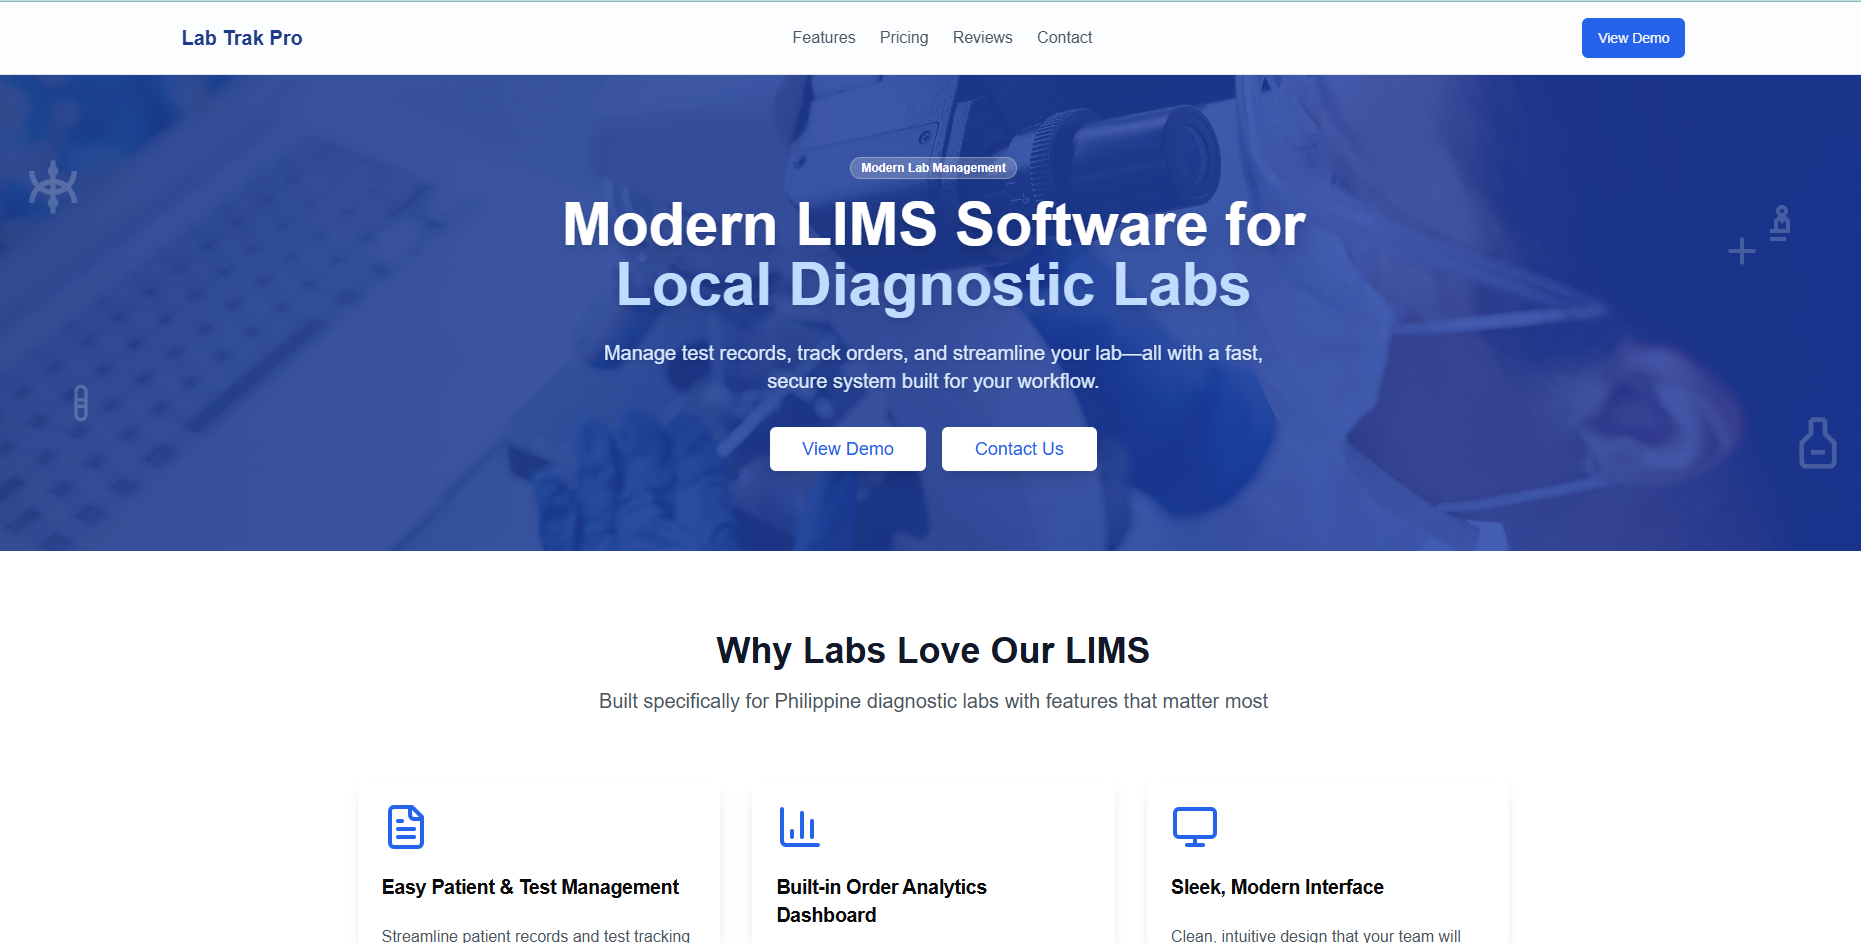 Lab Trak Pro
Features
Pricing
Reviews
Contact
View Demo
Modern Lab Management
Modern LIMS Software for
Local Diagnostic Labs
Manage test records, track orders, and streamline your lab—all with a fast,
secure system built for your workflow.
View Demo
Contact Us
Why Labs Love Our LIMS
Built specifically for Philippine diagnostic labs with features that matter most
Easy Patient & Test Management
Streamline patient records and test tracking
Built-in Order Analytics
Dashboard
Sleek, Modern Interface
Clean, intuitive design that your team will